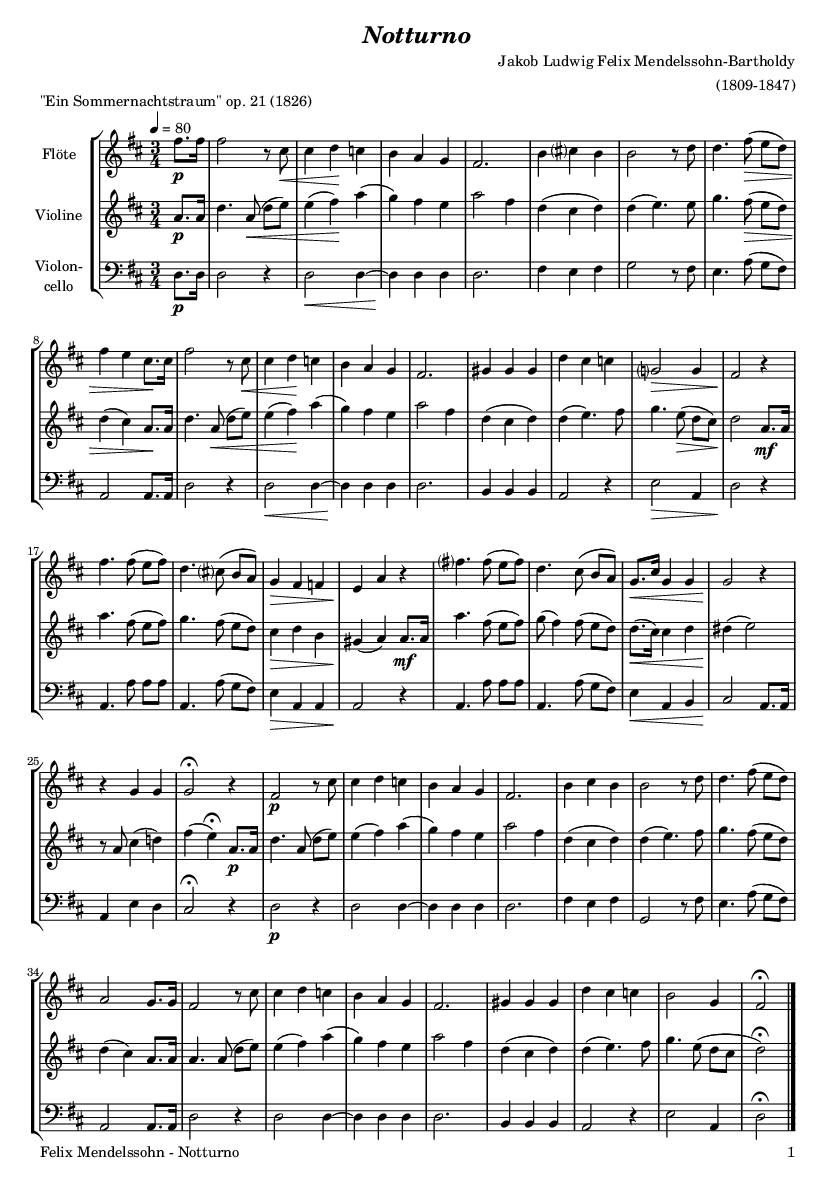 Notturno
Jakob Ludwig Felix Mendelssohn-Bartholdy
(1809-1847)
"Ein Sommernachtstraum" op. 21 (1826)
= 80
Flöte
p
Violine
p
Violon-
cello
p
8
mf
17
mf
25
p
p
p
34
Felix Mendelssohn - Notturno
1